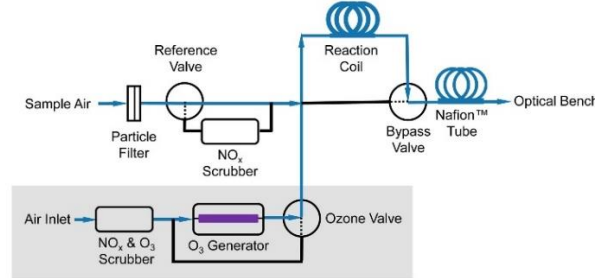 Reaction
Coil
Reference
Valve
Sample Air
Optical Bench
Particle
Filter
NOx
Scrubber
Bypass
Valve
Nafion™
Tube
Air Inlet
Ozone Valve
NOx & O3
Scrubber
O3 Generator